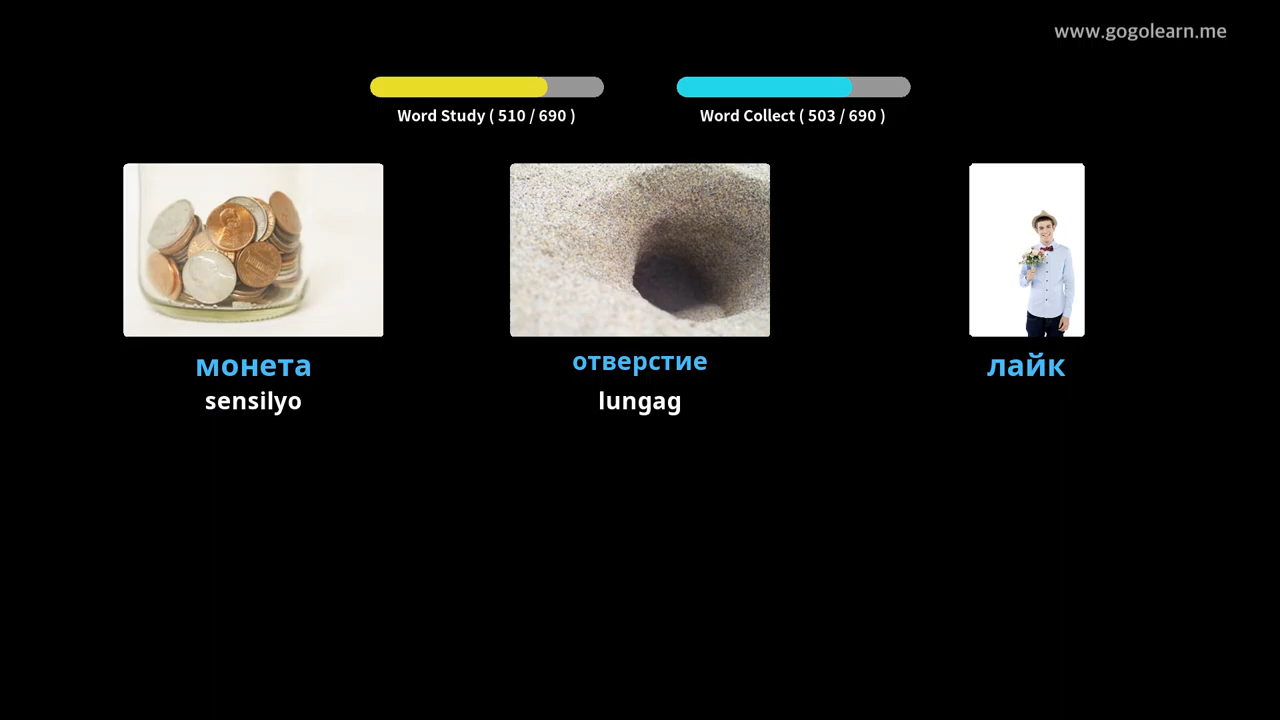 www.gogolearn.me
Word Study ( 510 / 690 )
Word Collect ( 503 / 690 )
монета
отверстие
лайк
sensilyo
lungag